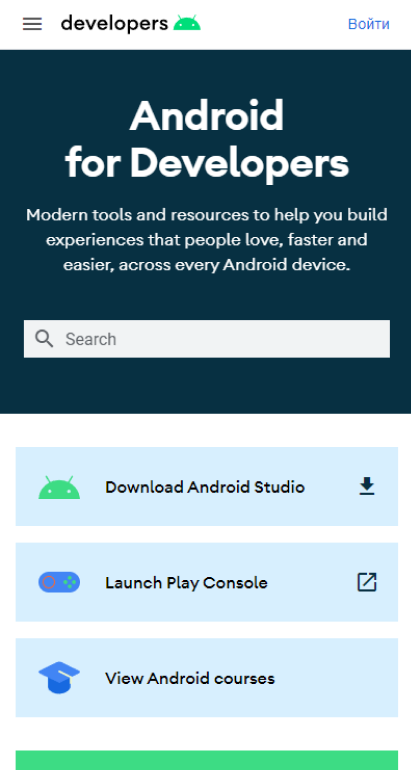 developers
Войти
Android
for Developers
Modern tools and resources to help you build
experiences that people love, faster and
easier, across every Android device.
Search
Download Android Studio
Launch Play Console
View Android courses